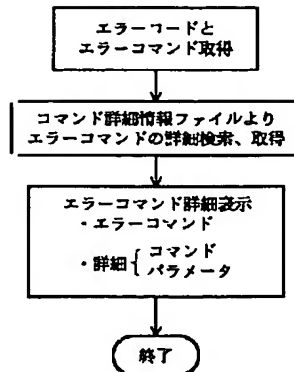 エラーコードと
エラーコマンド取得
コマンド詳細情報ファイルより
エラーコマンドの詳細検索、取得
エラーコマンド詳細表示
・エラーコマンド
・詳細{コマンド
パラメータ
終了